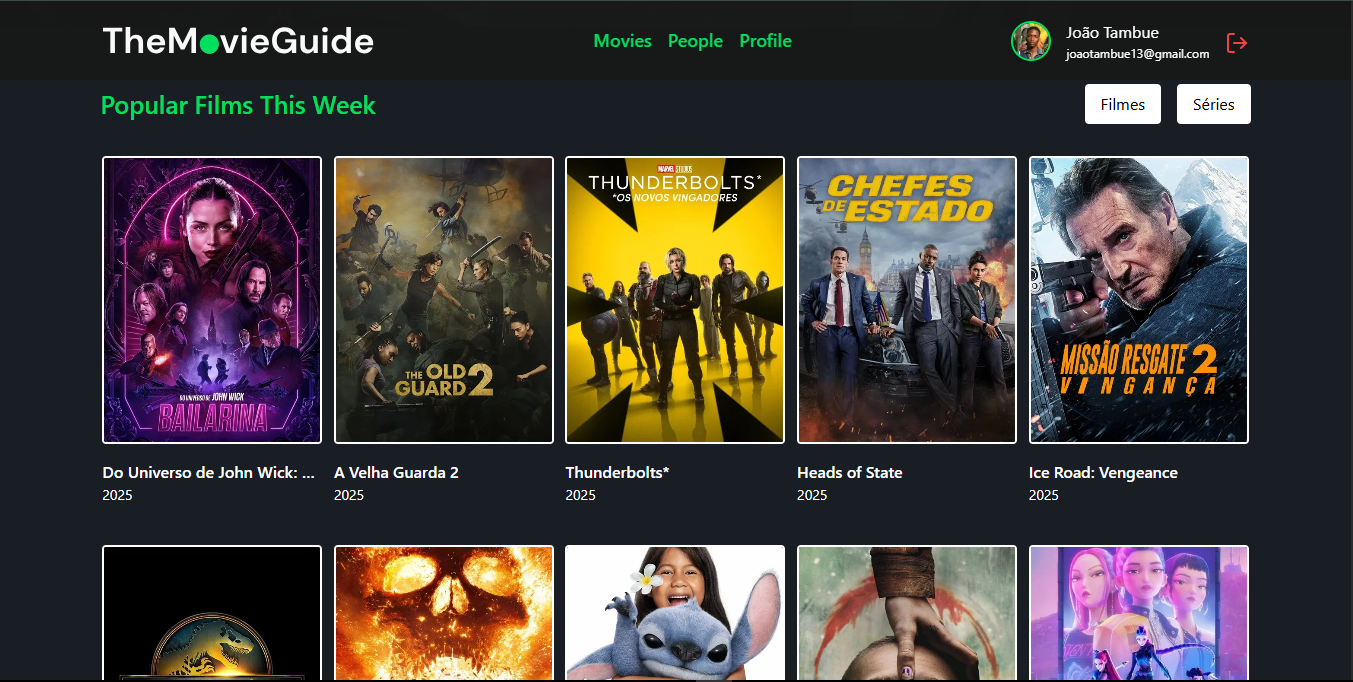 TheMovieGuide
Movies People Profile
João Tambue
joaotambue13@gmail.com
Popular Films This Week
Filmes Séries
DO UNIVERSO DE JOHN WICK
BAILARINA
THE OLD
GUARD 2
MARVEL STUDIOS
THUNDERBOLTS*
*OS NOVOS VINGADORES
CHEFES
DE ESTADO
MISSÃO RESGATE 2
VINGANÇA
Do Universo de John Wick: ...
2025
A Velha Guarda 2
2025
Thunderbolts*
2025
Heads of State
2025
Ice Road: Vengeance
2025